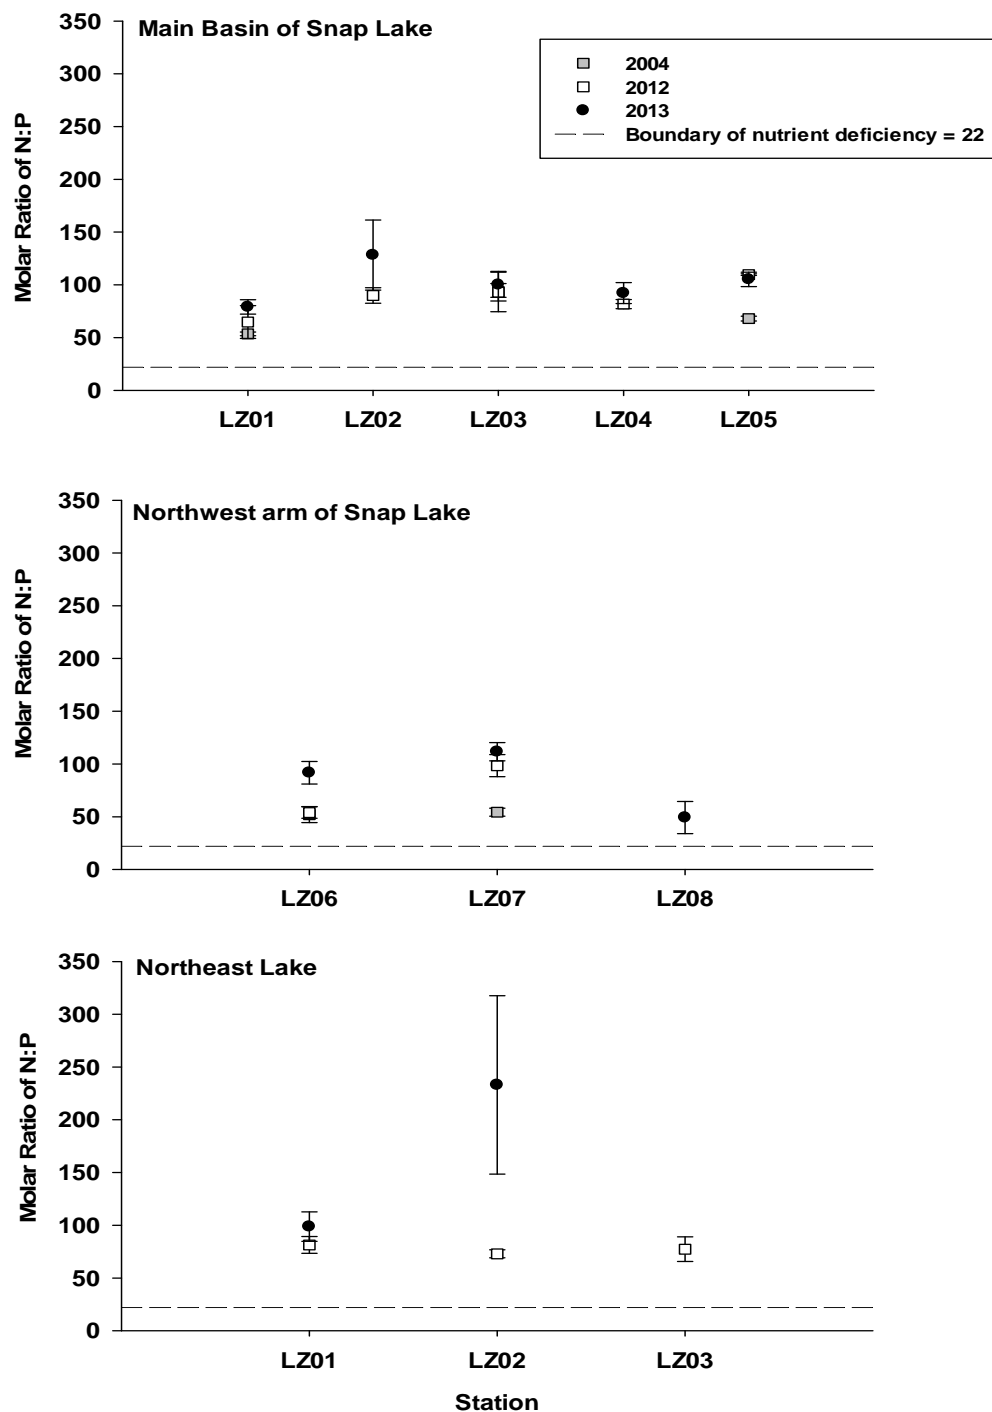 Main Basin of Snap Lake
2004
2012
2013
Boundary of nutrient deficiency = 22
Molar Ratio of N:P
350
300
250
200
150
100
50
0
LZ01 LZ02 LZ03 LZ04 LZ05
Northwest arm of Snap Lake
Molar Ratio of N:P
350
300
250
200
150
100
50
0
LZ06 LZ07 LZ08
Northeast Lake
Molar Ratio of N:P
350
300
250
200
150
100
50
0
LZ01 LZ02 LZ03
Station